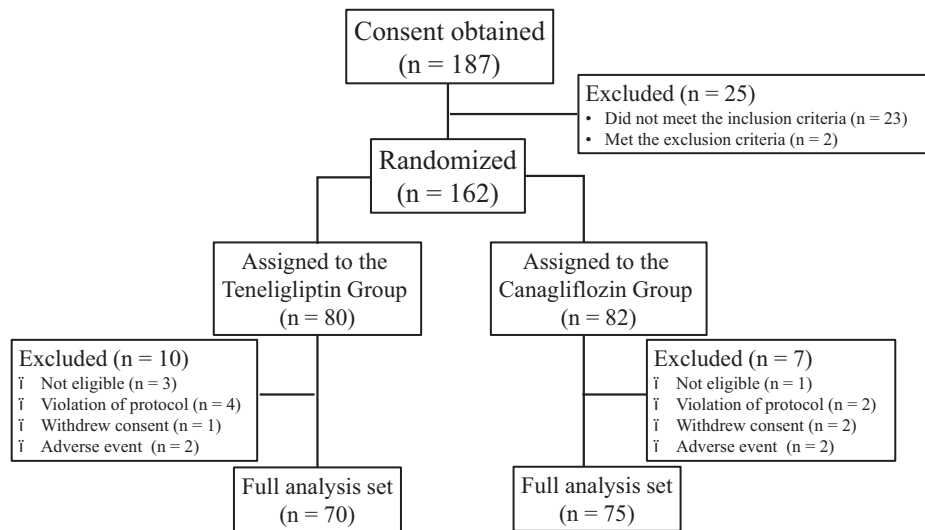 Consent obtained
(n = 187)
Excluded (n = 25)
• Did not meet the inclusion criteria (n = 23)
• Met the exclusion criteria (n = 2)
Randomized
(n = 162)
Assigned to the
Teneligliptin Group
(n = 80)
Assigned to the
Canagliflozin Group
(n = 82)
Excluded (n = 10)
ï Not eligible (n = 3)
ï Violation of protocol (n = 4)
ï Withdrew consent (n = 1)
ï Adverse event (n = 2)
Excluded (n = 7)
ï Not eligible (n = 1)
ï Violation of protocol (n = 2)
ï Withdrew consent (n = 2)
ï Adverse event (n = 2)
Full analysis set
n = 70
Full analysis set
n = 75